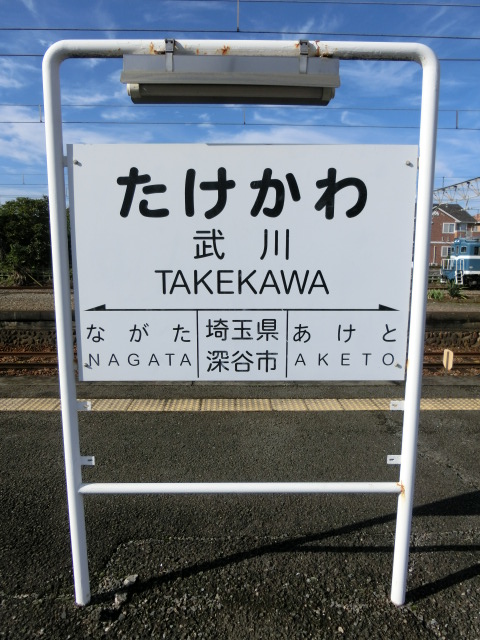 たけかわ
武川
TAKEKAWA
ながた 埼玉県 あけと
NAGATA 深谷市 AKETO